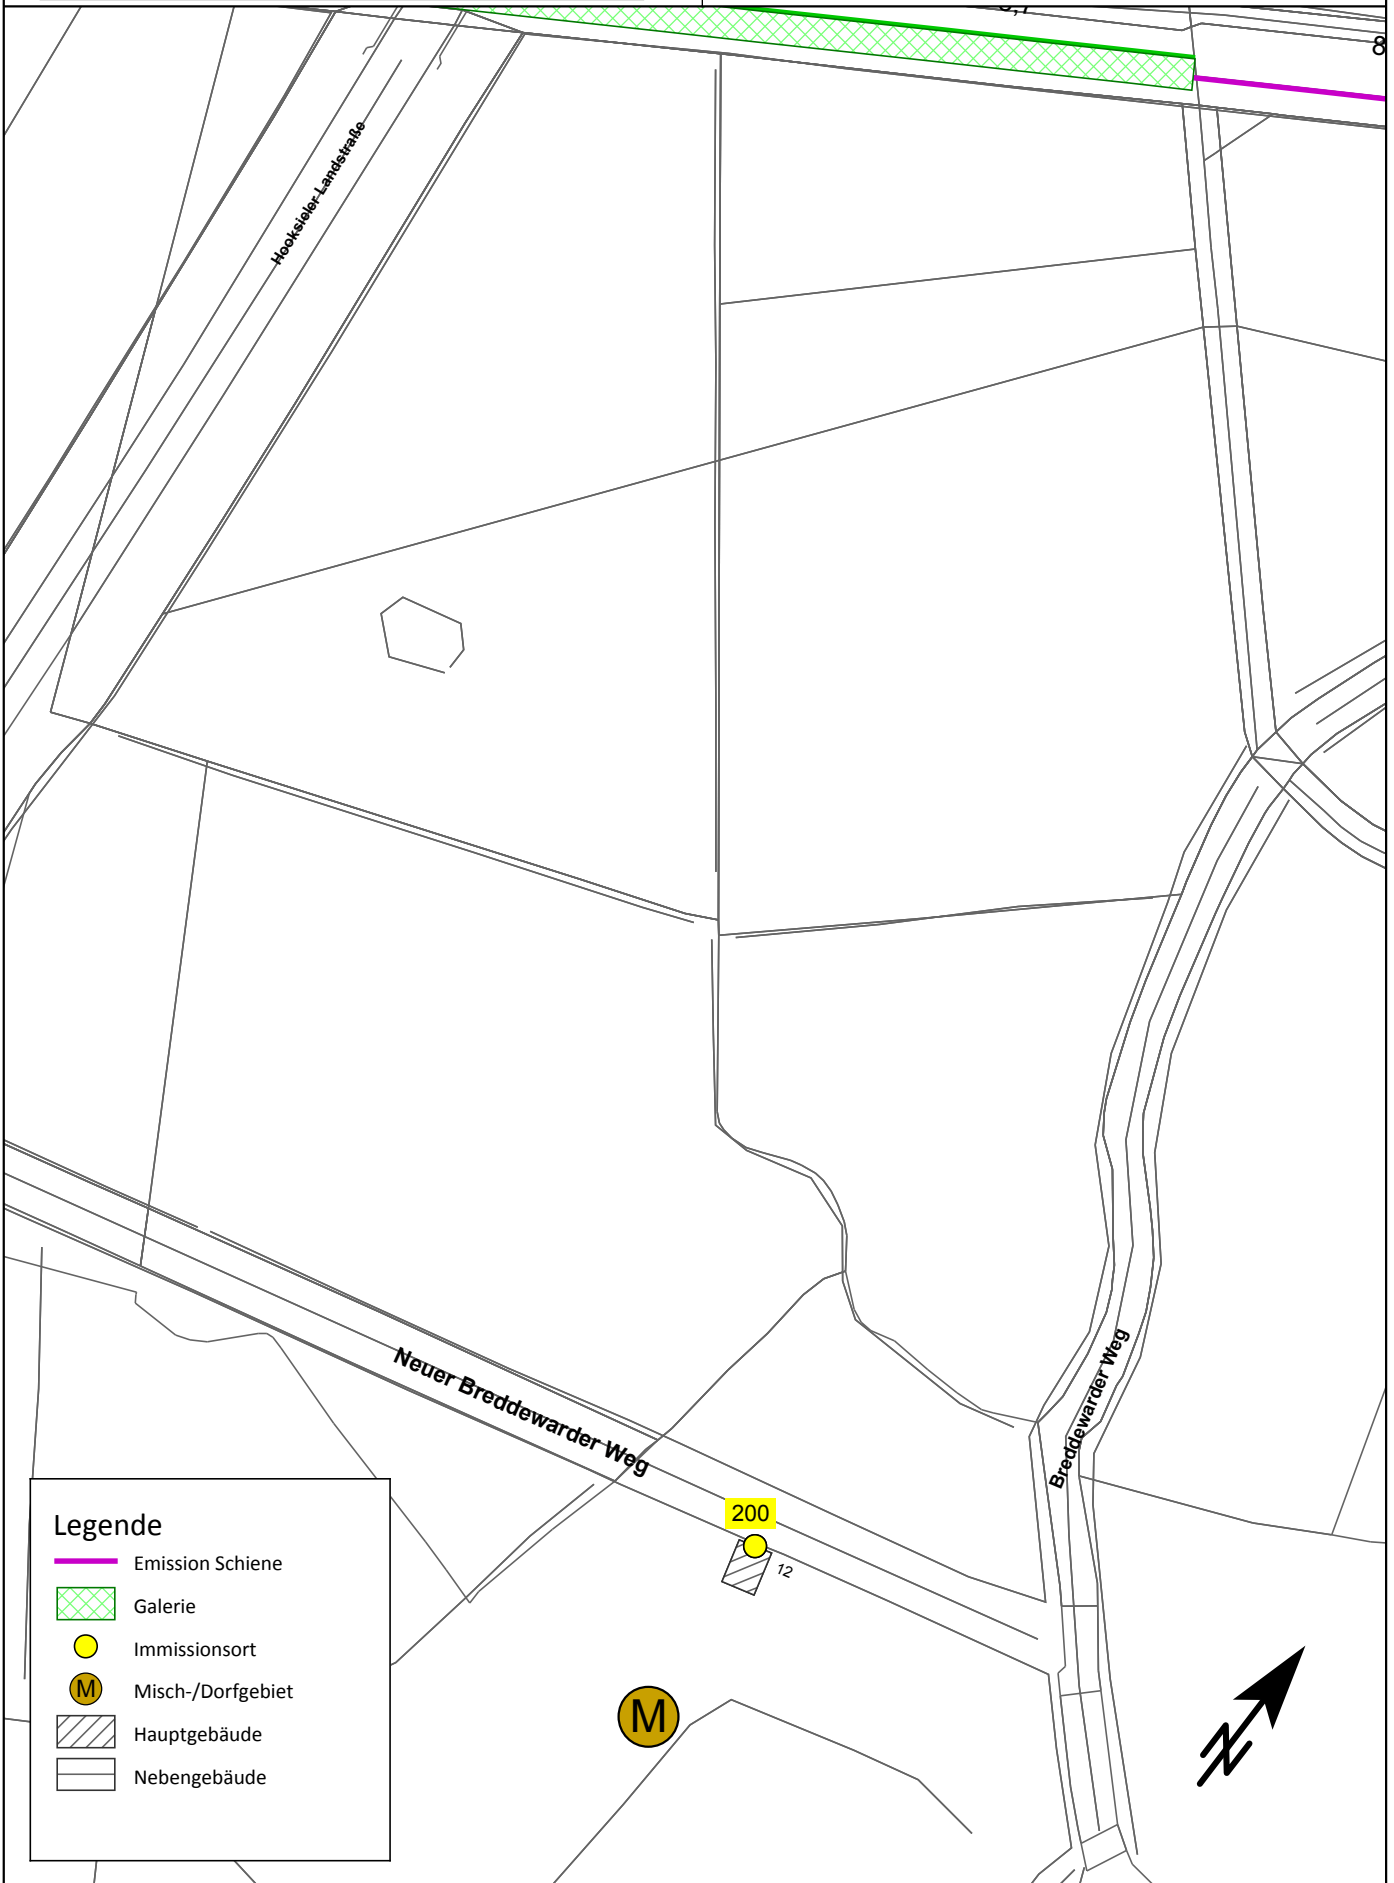 8
Hooksieler Landstraße
Neuer Breddewarder Weg
Breddewarder Weg
200
12
Legende
Emission Schiene
Galerie
Immissionsort
M Misch-/Dorfgebiet
Hauptgebäude
Nebengebäude
M
N